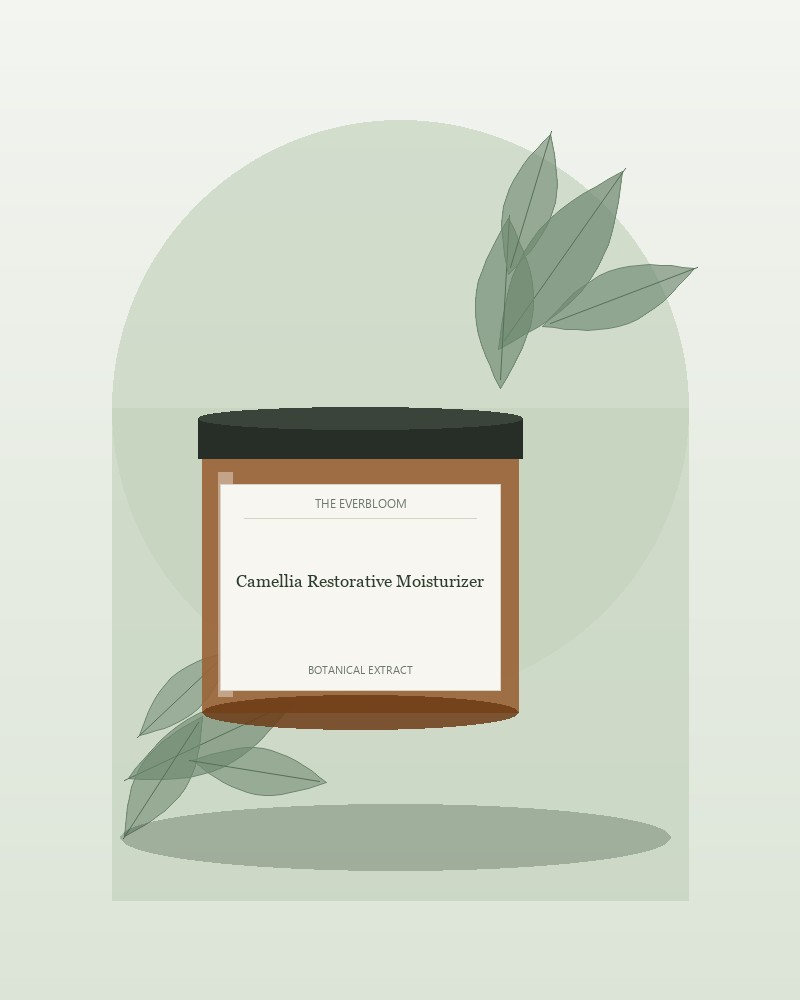 THE EVERBLOOM
Camellia Restorative Moisturizer
BOTANICAL EXTRACT